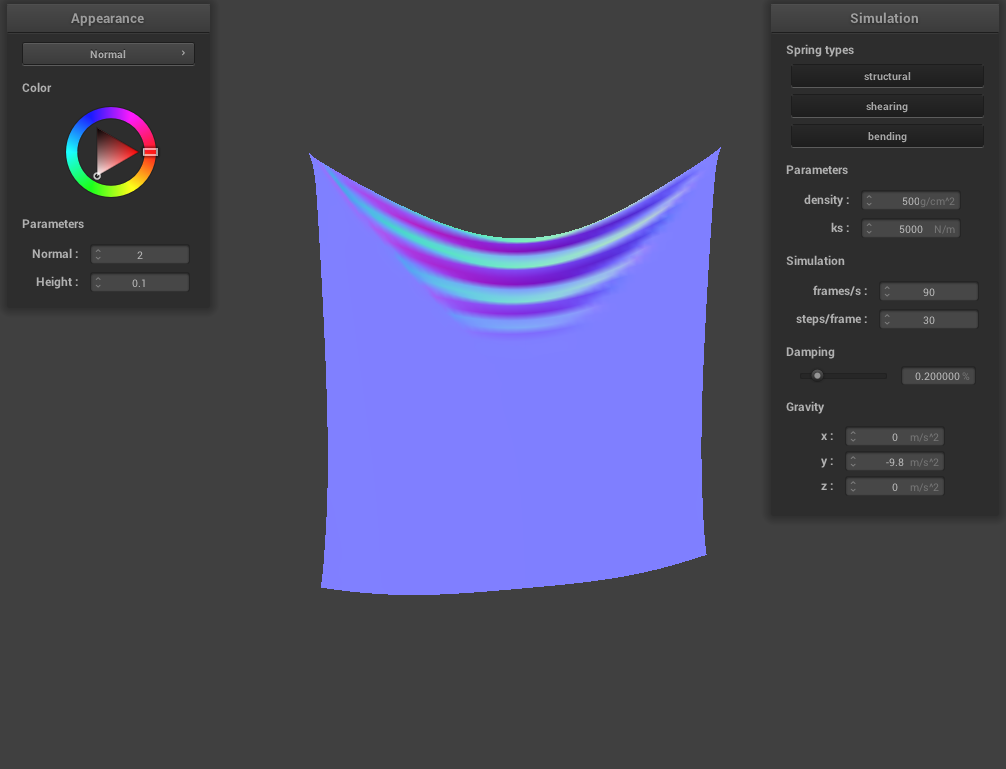 Appearance
Normal
Color
Parameters
Normal : 2
Height : 0.1
Simulation
Spring types
structural
shearing
bending
Parameters
density : 500g/cm^2
ks : 5000 N/m
Simulation
frames/s : 90
steps/frame : 30
Damping
0.200000 %
Gravity
x : 0 m/s^2
y : -9.8 m/s^2
z : 0 m/s^2